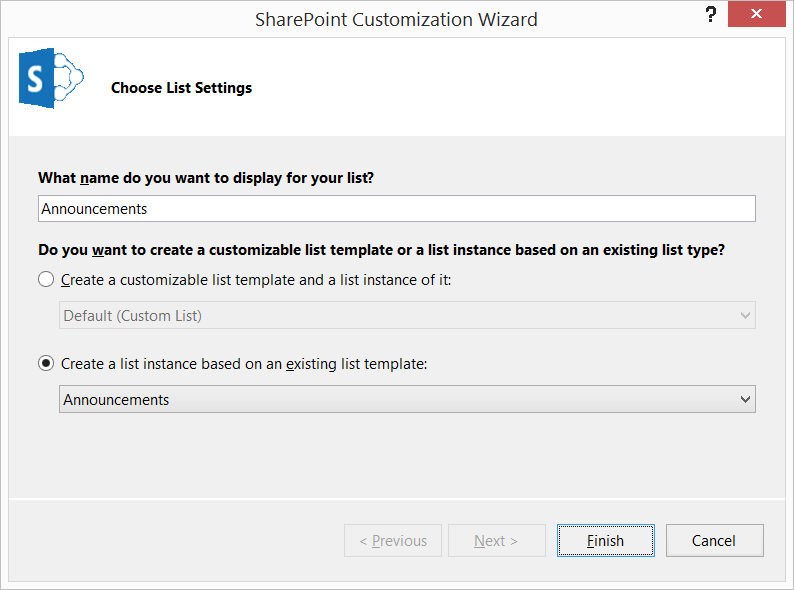 SharePoint Customization Wizard
?
S
Choose List Settings
What name do you want to display for your list?
Announcements
Do you want to create a customizable list template or a list instance based on an existing list type?
Create a customizable list template and a list instance of it:
Default (Custom List)
Create a list instance based on an existing list template:
Announcements
< Previous
Next >
Finish
Cancel